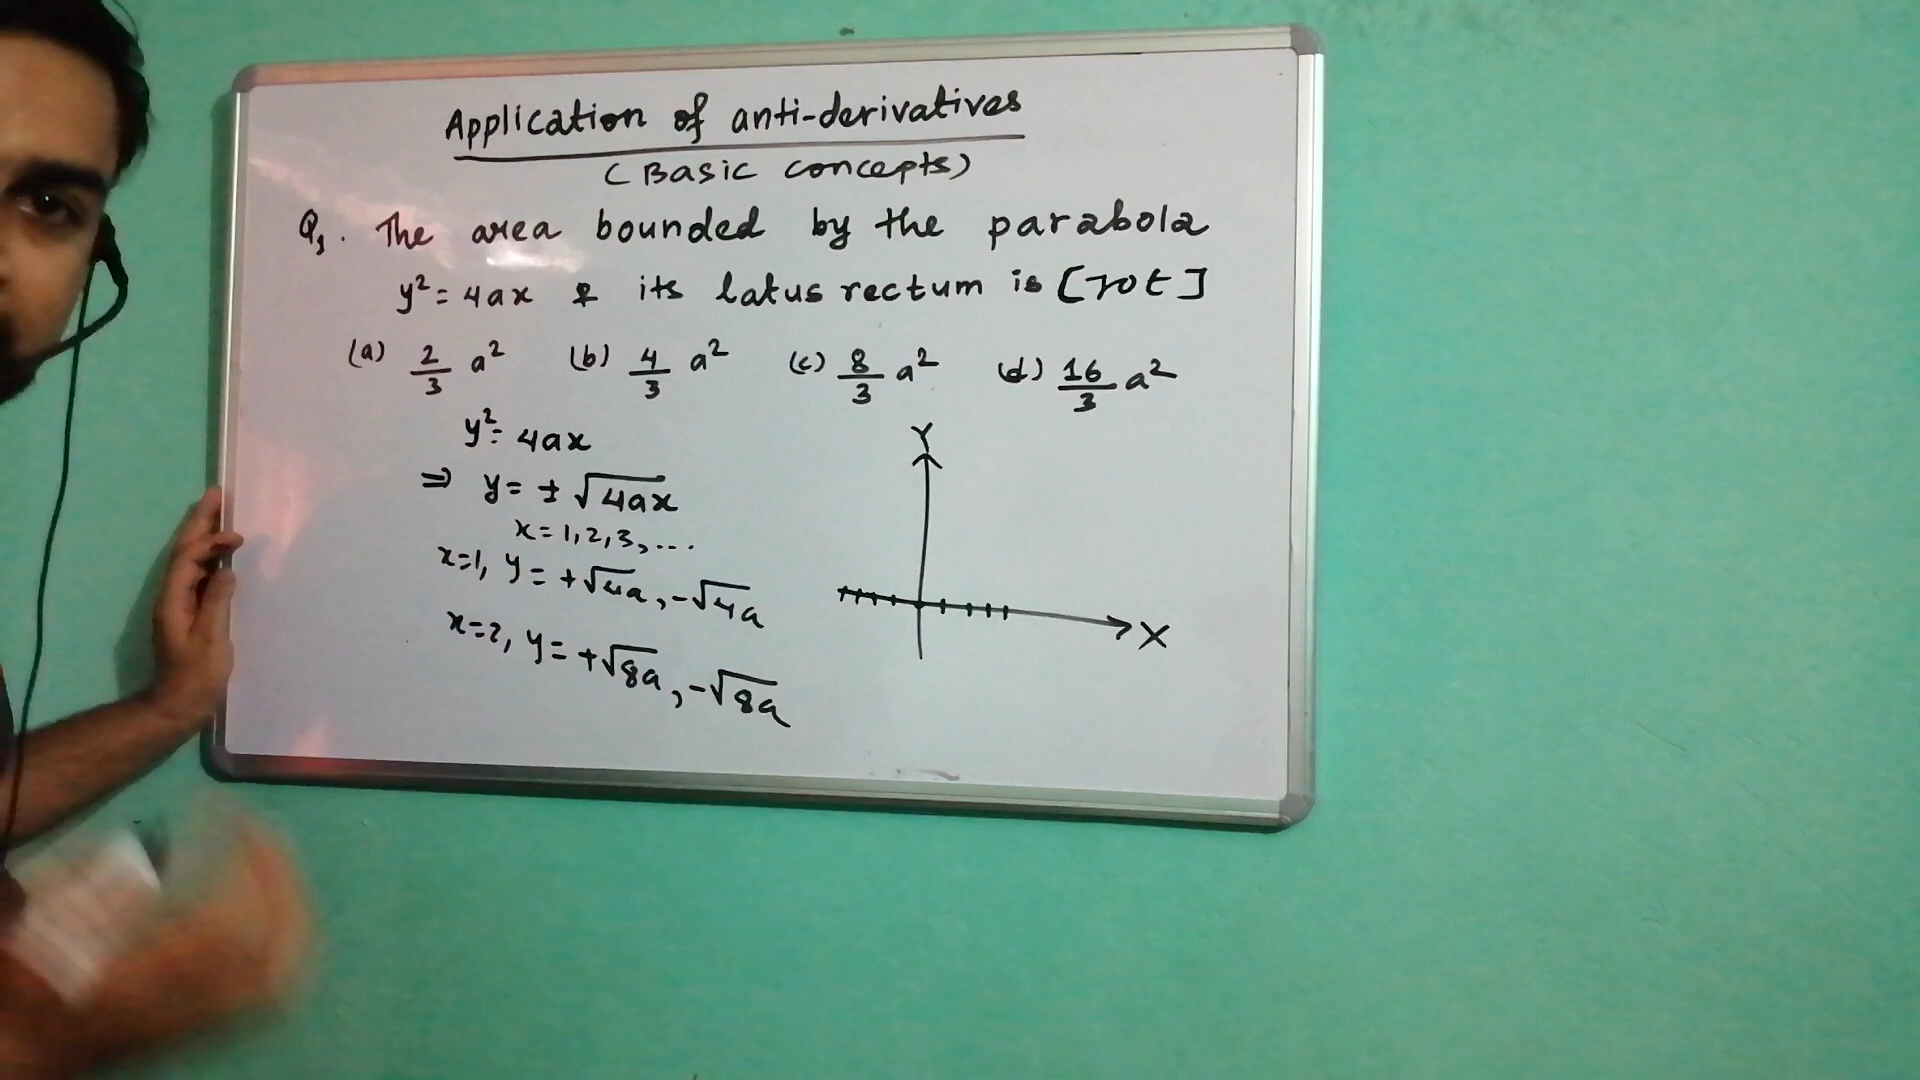 Application of anti-derivatives
(Basic concepts)
Q1. The area bounded by the parabola
y² = 4ax & its latus rectum is [IOE]
(a) 2/3 a² (b) 4/3 a² (c) 8/3 a² (d) 16/3 a²
y² = 4ax
⇒ y = ± √4ax
x = 1, 2, 3, ...
x=1, y = +√4a, -√4a
x=2, y = +√8a, -√8a
Y
X